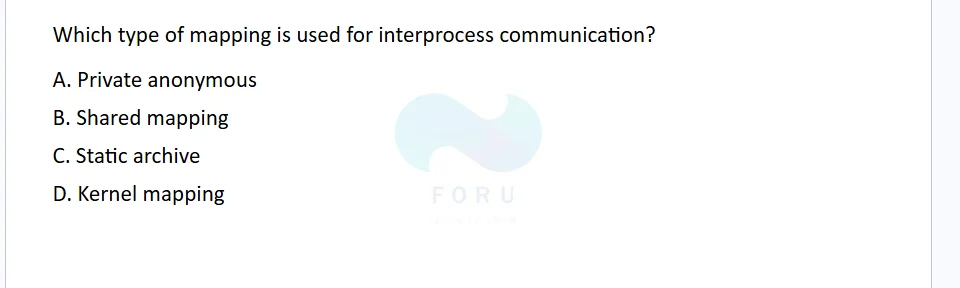 Which type of mapping is used for interprocess communication?
A. Private anonymous
B. Shared mapping
C. Static archive
D. Kernel mapping
FORU